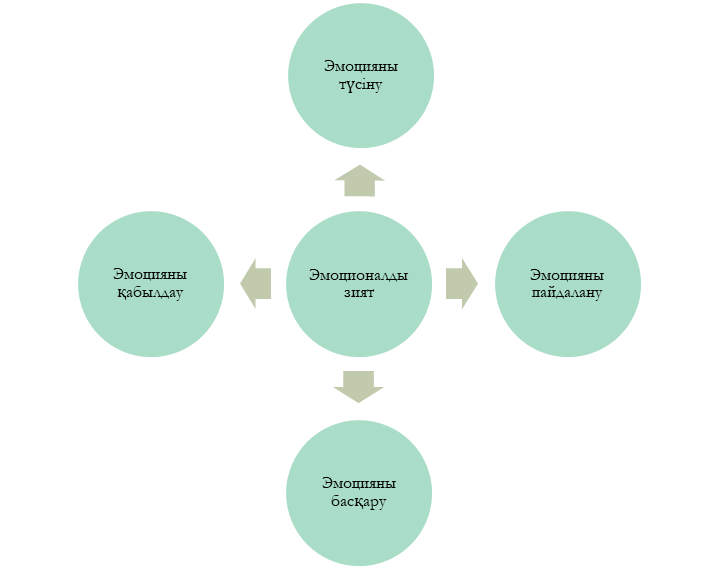 Эмоцияны
түсіну
Эмоцияны
қабылдау
Эмоционалды
зият
Эмоцияны
пайдалану
Эмоцияны
басқару